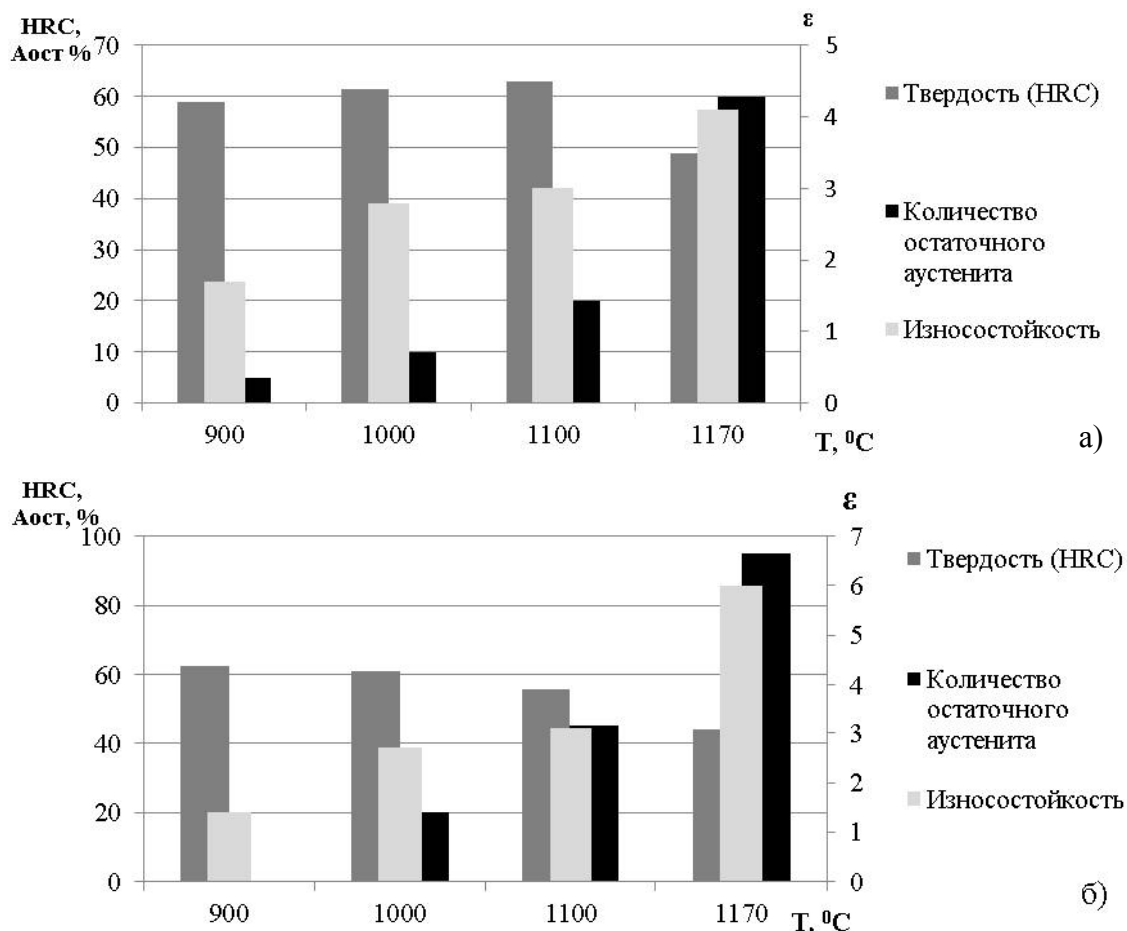 HRC,
Аост %
ε
70
60
50
40
30
20
10
0
5
4
3
2
1
0
900
1000
1100
1170
T, ⁰C
Твердость (HRC)
Количество
остаточного
аустенита
Износостойкость
а)
HRC,
Аост, %
ε
100
80
60
40
20
0
7
6
5
4
3
2
1
0
900
1000
1100
1170
T, ⁰C
Твердость (HRC)
Количество
остаточного
аустенита
Износостойкость
б)